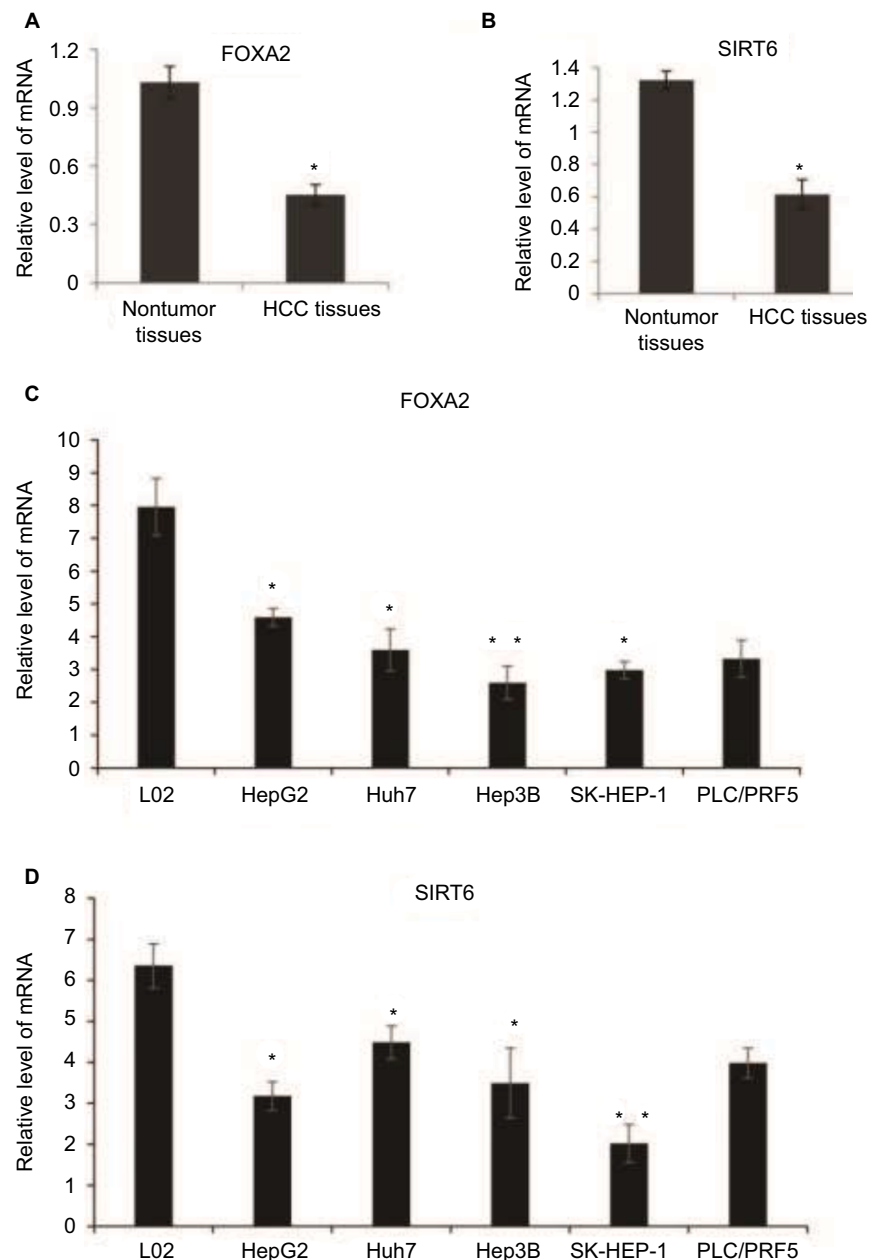 A
FOXA2
Relative level of mRNA
1.2
0.9
0.6
0.3
0
*
Nontumor
tissues
HCC tissues
B
SIRT6
Relative level of mRNA
1.4
1.2
1
0.8
0.6
0.4
0.2
0
*
Nontumor
tissues
HCC tissues
C
FOXA2
Relative level of mRNA
10
9
8
7
6
5
4
3
2
1
0
*
*
* *
*
L02 HepG2 Huh7 Hep3B SK-HEP-1 PLC/PRF5
D
SIRT6
Relative level of mRNA
8
7
6
5
4
3
2
1
0
*
*
*
* *
L02 HepG2 Huh7 Hep3B SK-HEP-1 PLC/PRF5